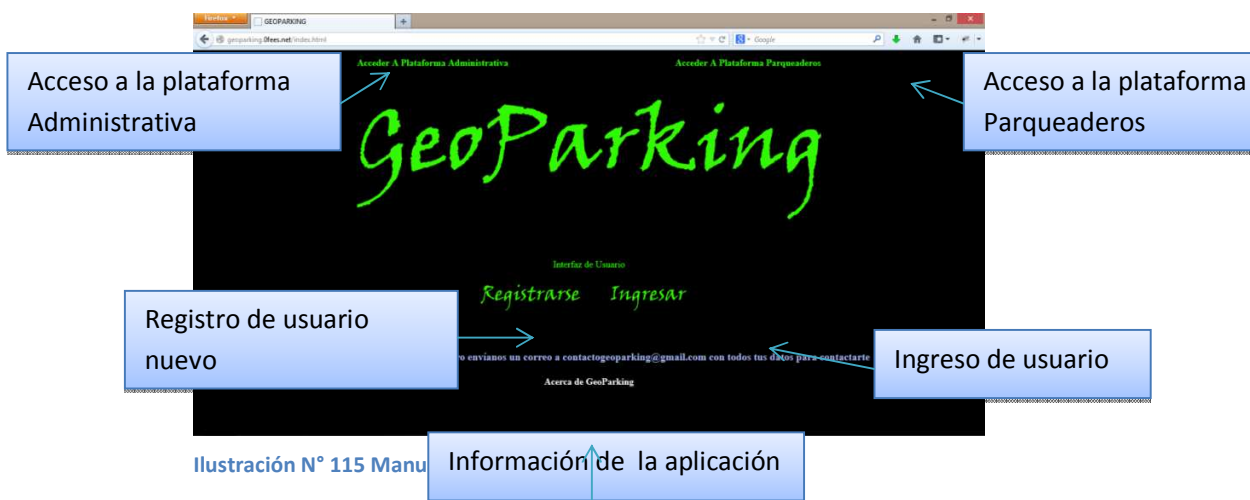 Firefox
GEOPARKING
geoparking.0fees.net/index.html
Google
Acceder A Plataforma Administrativa
Acceder A Plataforma Parqueaderos
Acceso a la plataforma
Administrativa
Acceso a la plataforma
Parqueaderos
GeoParking
Interfaz de Usuario
Registrarse Ingresar
Registro de usuario
nuevo
envíanos un correo a contactogeoparking@gmail.com con todos tus datos para contactarte
Ingreso de usuario
Acerca de GeoParking
Ilustración N° 115 Manu
Información de la aplicación